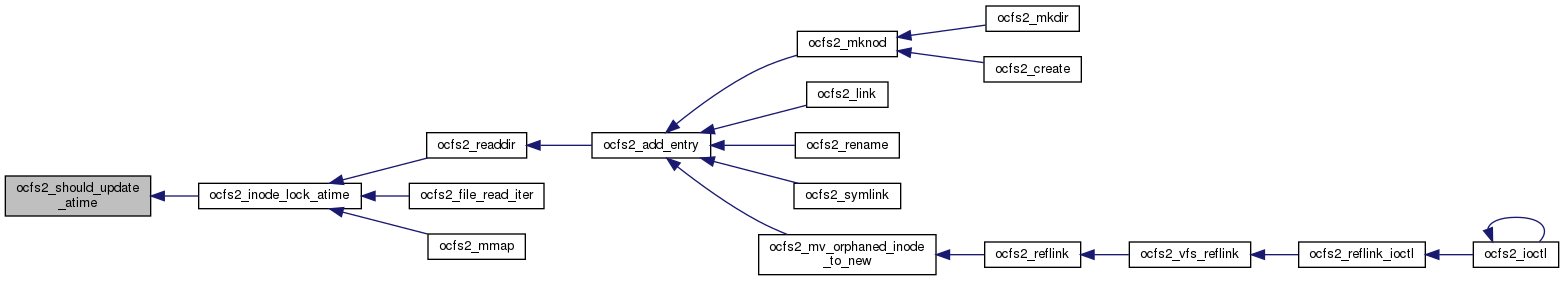 ocfs2_should_update
_atime
ocfs2_inode_lock_atime
ocfs2_readdir
ocfs2_file_read_iter
ocfs2_mmap
ocfs2_add_entry
ocfs2_mknod
ocfs2_mkdir
ocfs2_create
ocfs2_link
ocfs2_rename
ocfs2_symlink
ocfs2_mv_orphaned_inode
_to_new
ocfs2_reflink
ocfs2_vfs_reflink
ocfs2_reflink_ioctl
ocfs2_ioctl